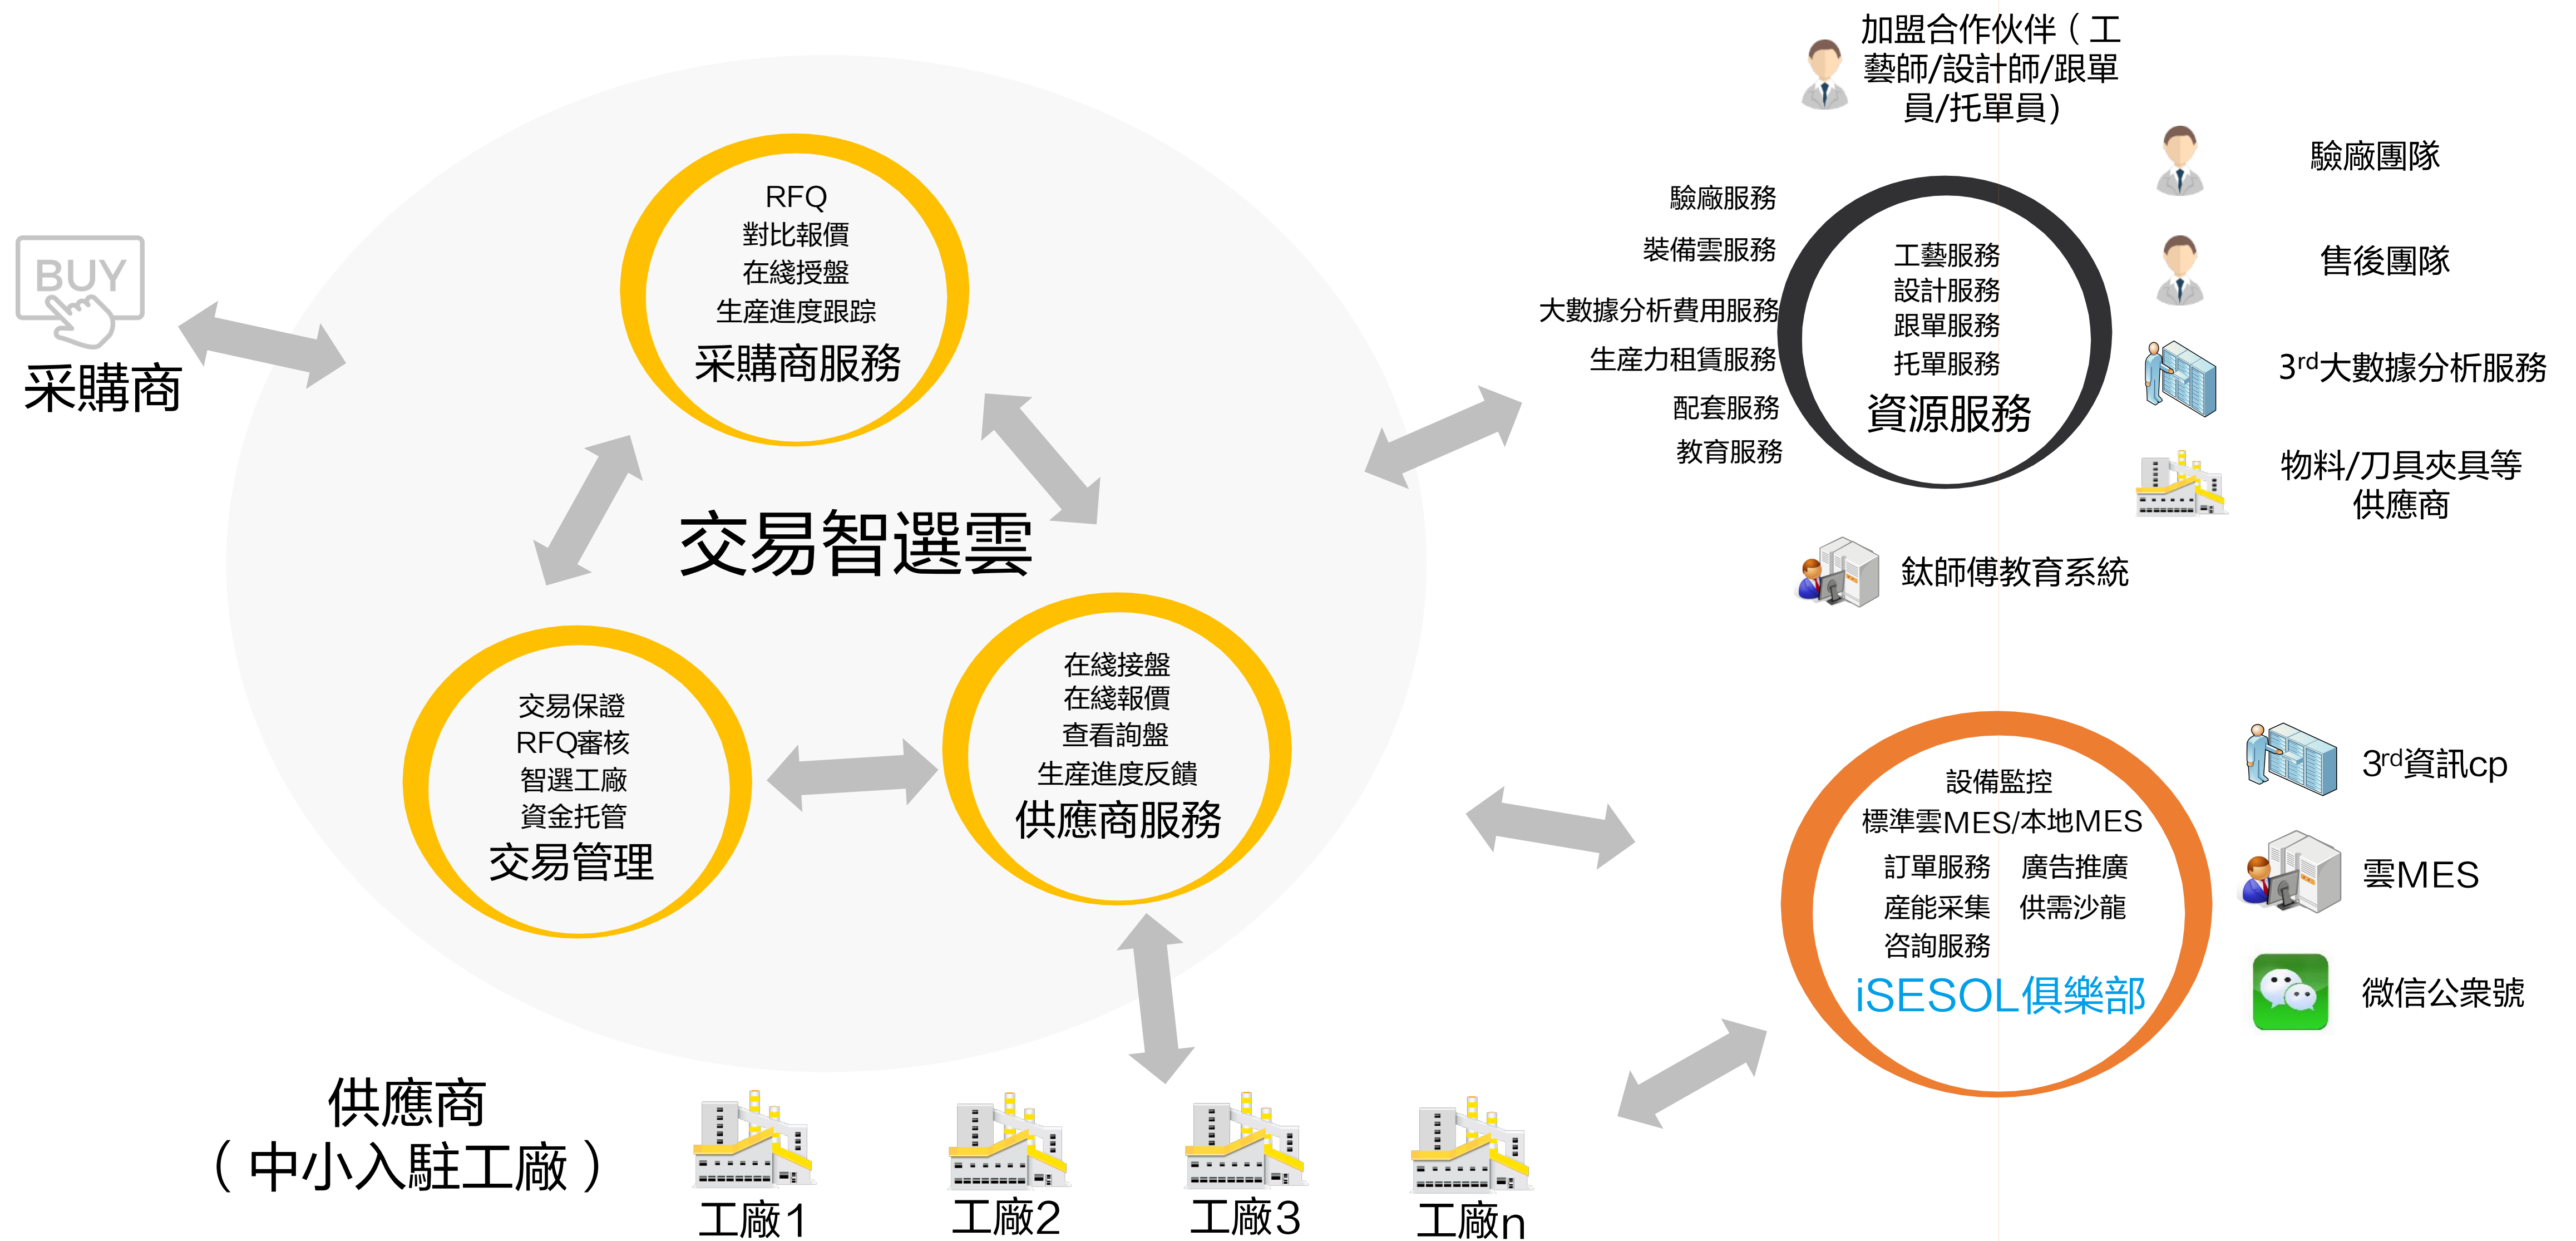 BUY
采購商
RFQ
對比報價
在綫授盤
生産進度跟踪
采購商服務
交易智選雲
交易保證
RFQ審核
智選工廠
資金托管
交易管理
在綫接盤
在綫報價
查看詢盤
生産進度反饋
供應商服務
供應商
（中小入駐工廠）
工廠1
工廠2
工廠3
工廠n
加盟合作伙伴（工
藝師/設計師/跟單
員/托單員)
驗廠服務
裝備雲服務
大數據分析費用服務
生産力租賃服務
配套服務
教育服務
工藝服務
設計服務
跟單服務
托單服務
資源服務
驗廠團隊
售後團隊
3rd大數據分析服務
物料/刀具夾具等
供應商
鈦師傅教育系統
設備監控
標準雲MES/本地MES
訂單服務 廣告推廣
産能采集 供需沙龍
咨詢服務
iSESOL俱樂部
3rd資訊cp
雲MES
微信公衆號